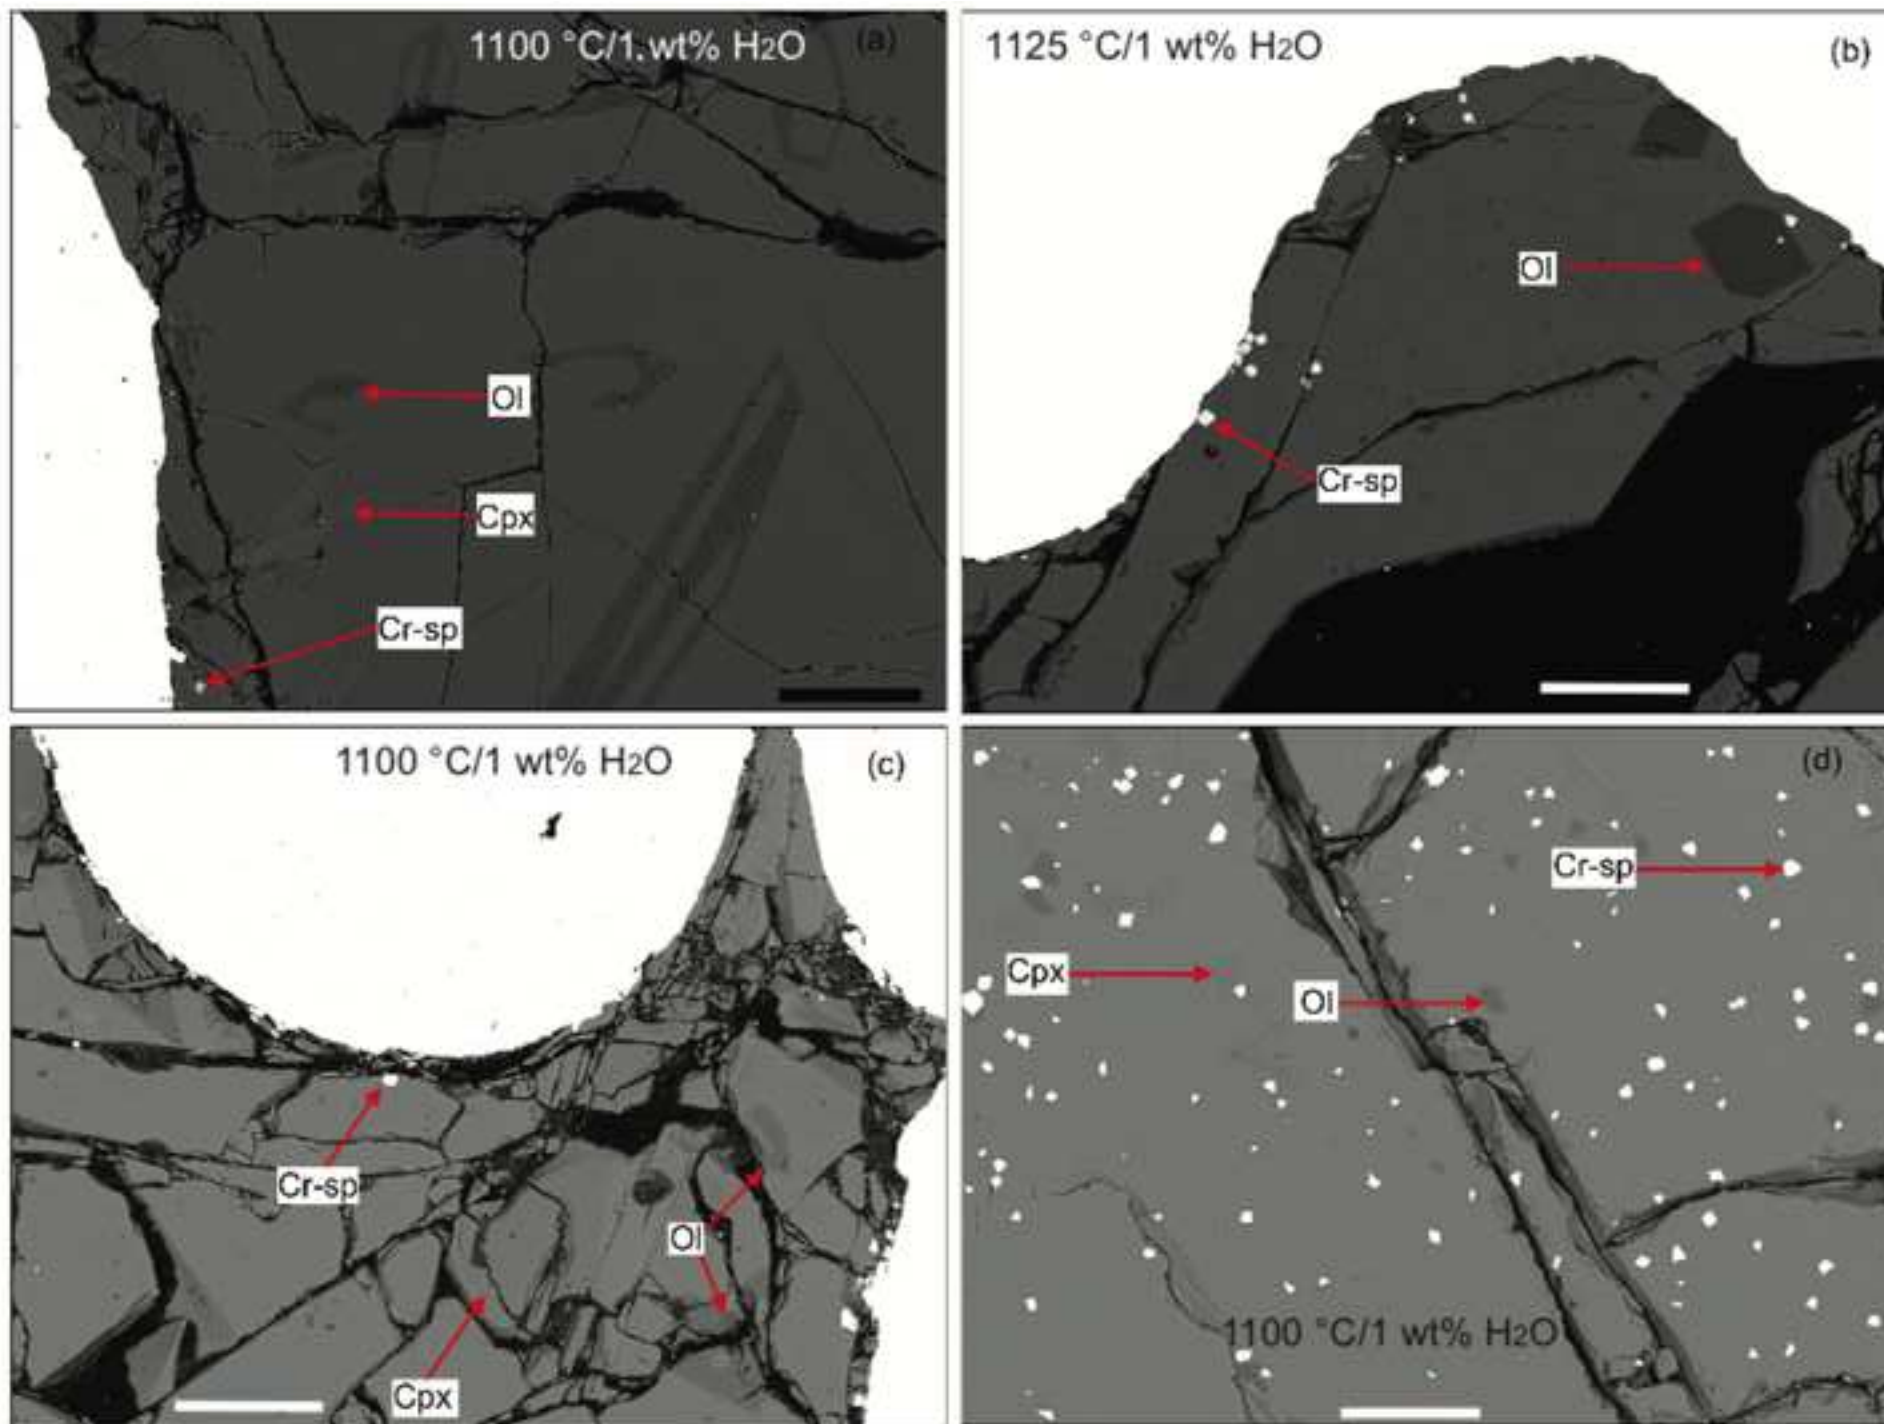 1100 °C/1.wt% H2O (a)
Ol
Cpx
Cr-sp
1125 °C/1 wt% H2O (b)
Ol
Cr-sp
1100 °C/1 wt% H2O (c)
Cr-sp
Ol
Cpx
(d)
Cr-sp
Cpx
Ol
1100 °C/1 wt% H2O